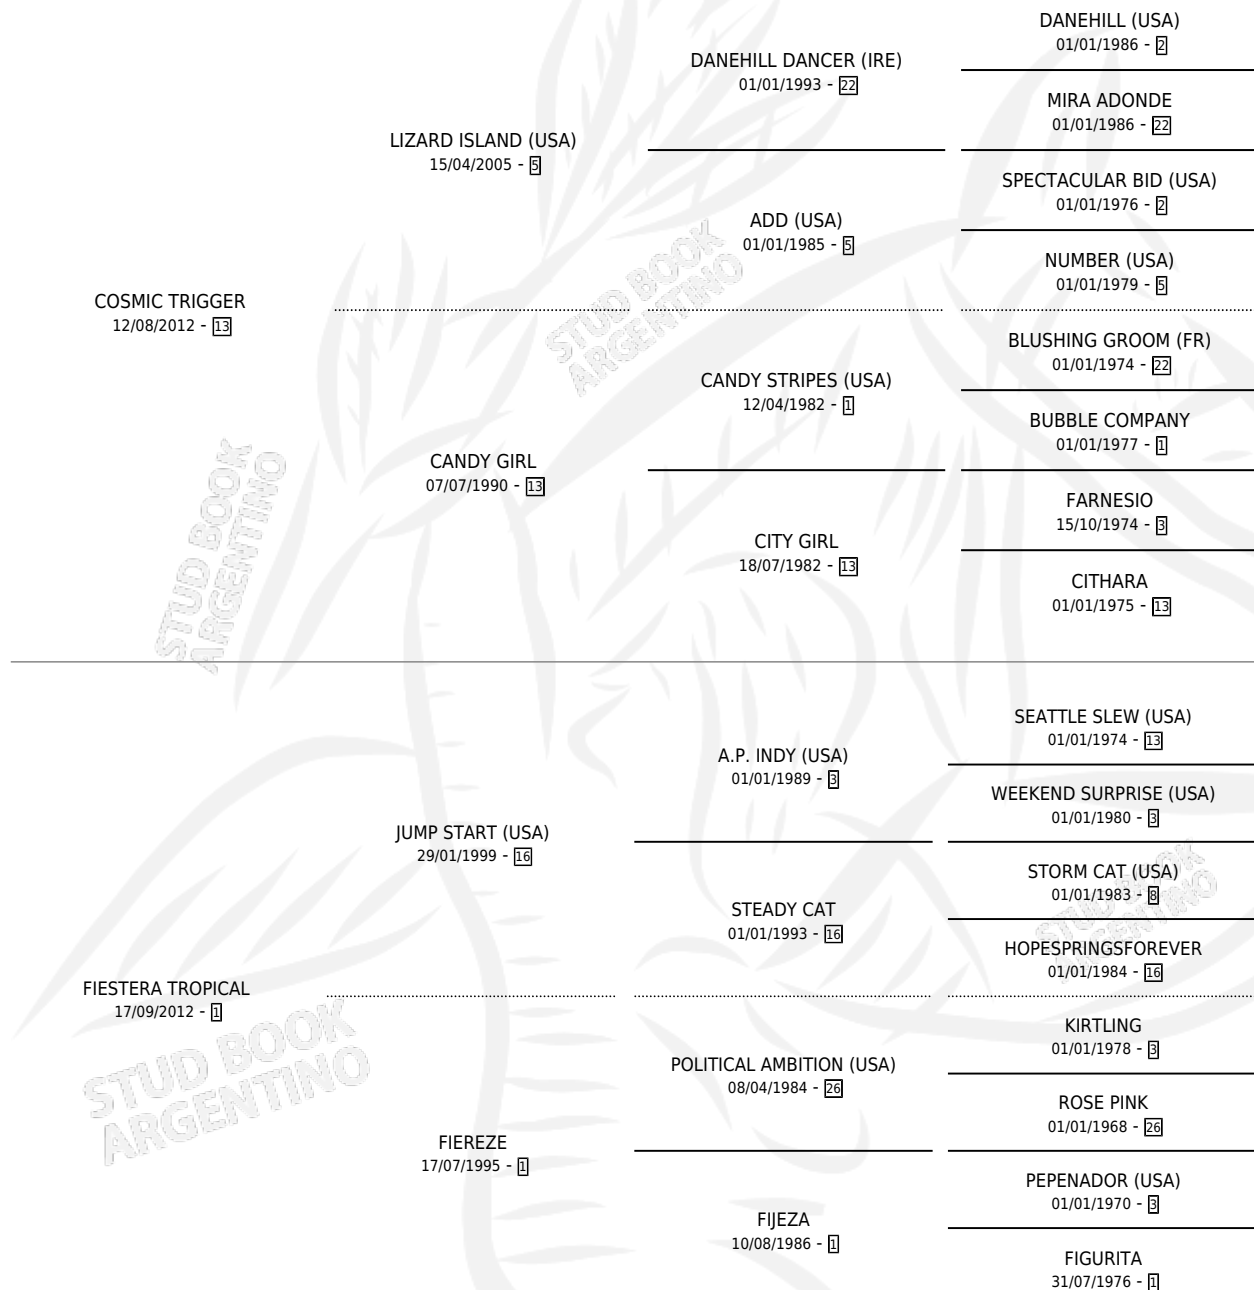 DANEHILL (USA)
01/01/1986 - 2
DANEHILL DANCER (IRE)
01/01/1993 - 22
MIRA ADONDE
01/01/1986 - 22
LIZARD ISLAND (USA)
15/04/2005 - 5
SPECTACULAR BID (USA)
01/01/1976 - 2
ADD (USA)
01/01/1985 - 5
NUMBER (USA)
01/01/1979 - 5
COSMIC TRIGGER
12/08/2012 - 13
STUD BOOK
ARGENTINO
BLUSHING GROOM (FR)
01/01/1974 - 22
CANDY STRIPES (USA)
12/04/1982 - 1
BUBBLE COMPANY
01/01/1977 - 1
CANDY GIRL
07/07/1990 - 13
FARNESIO
15/10/1974 - 3
CITY GIRL
18/07/1982 - 13
CITHARA
01/01/1975 - 13
STUD BOOK
ARGENTINO
SEATTLE SLEW (USA)
01/01/1974 - 13
A.P. INDY (USA)
01/01/1989 - 3
WEEKEND SURPRISE (USA)
01/01/1980 - 3
JUMP START (USA)
29/01/1999 - 16
STORM CAT (USA)
01/01/1983 - 8
STEADY CAT
01/01/1993 - 16
STUD BOOK
ARGENTINO
HOPESPRINGSFOREVER
01/01/1984 - 16
FIESTERA TROPICAL
17/09/2012 - 1
STUD BOOK
ARGENTINO
KIRTLING
01/01/1978 - 3
POLITICAL AMBITION (USA)
08/04/1984 - 26
ROSE PINK
01/01/1968 - 26
FIEREZE
17/07/1995 - 1
PEPENADOR (USA)
01/01/1970 - 3
FIJEZA
10/08/1986 - 1
FIGURITA
31/07/1976 - 1